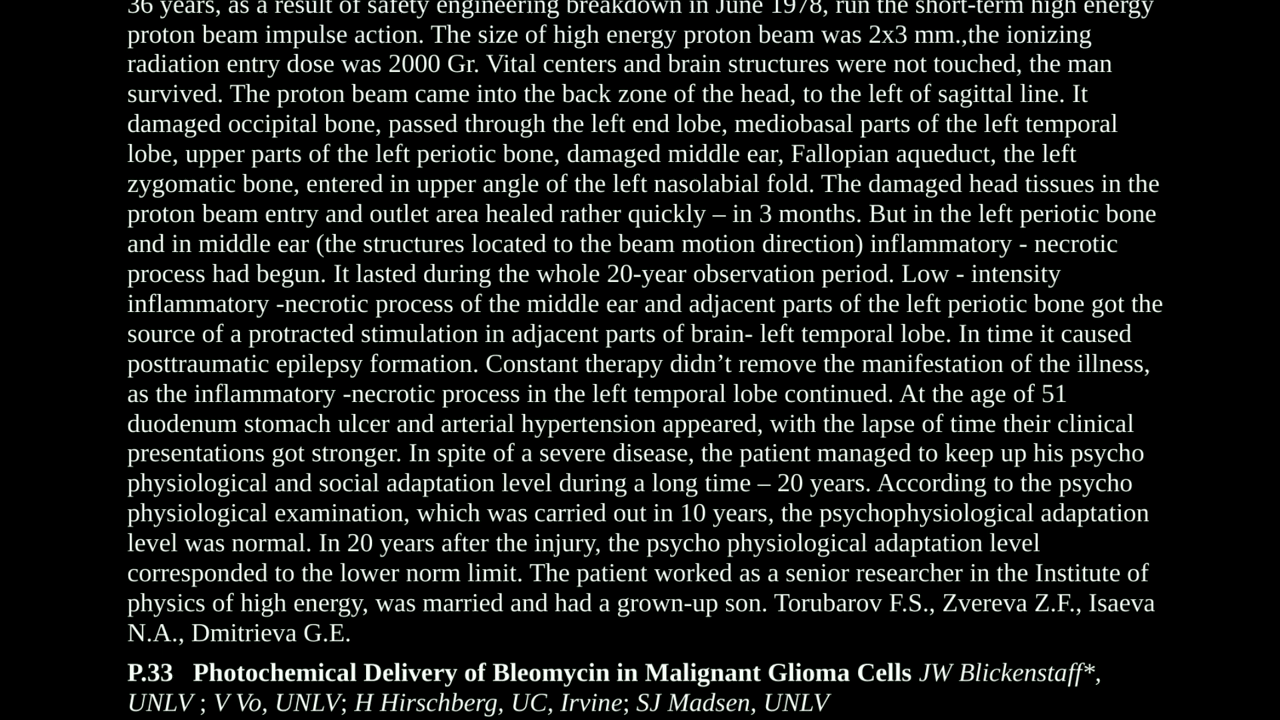 36 years, as a result of safety engineering breakdown in June 1978, run the short-term high energy
proton beam impulse action. The size of high energy proton beam was 2x3 mm.,the ionizing
radiation entry dose was 2000 Gr. Vital centers and brain structures were not touched, the man
survived. The proton beam came into the back zone of the head, to the left of sagittal line. It
damaged occipital bone, passed through the left end lobe, mediobasal parts of the left temporal
lobe, upper parts of the left periotic bone, damaged middle ear, Fallopian aqueduct, the left
zygomatic bone, entered in upper angle of the left nasolabial fold. The damaged head tissues in the
proton beam entry and outlet area healed rather quickly – in 3 months. But in the left periotic bone
and in middle ear (the structures located to the beam motion direction) inflammatory - necrotic
process had begun. It lasted during the whole 20-year observation period. Low - intensity
inflammatory -necrotic process of the middle ear and adjacent parts of the left periotic bone got the
source of a protracted stimulation in adjacent parts of brain- left temporal lobe. In time it caused
posttraumatic epilepsy formation. Constant therapy didn’t remove the manifestation of the illness,
as the inflammatory -necrotic process in the left temporal lobe continued. At the age of 51
duodenum stomach ulcer and arterial hypertension appeared, with the lapse of time their clinical
presentations got stronger. In spite of a severe disease, the patient managed to keep up his psycho
physiological and social adaptation level during a long time – 20 years. According to the psycho
physiological examination, which was carried out in 10 years, the psychophysiological adaptation
level was normal. In 20 years after the injury, the psycho physiological adaptation level
corresponded to the lower norm limit. The patient worked as a senior researcher in the Institute of
physics of high energy, was married and had a grown-up son. Torubarov F.S., Zvereva Z.F., Isaeva
N.A., Dmitrieva G.E.
P.33 Photochemical Delivery of Bleomycin in Malignant Glioma Cells JW Blickenstaff*,
UNLV ; V Vo, UNLV; H Hirschberg, UC, Irvine; SJ Madsen, UNLV